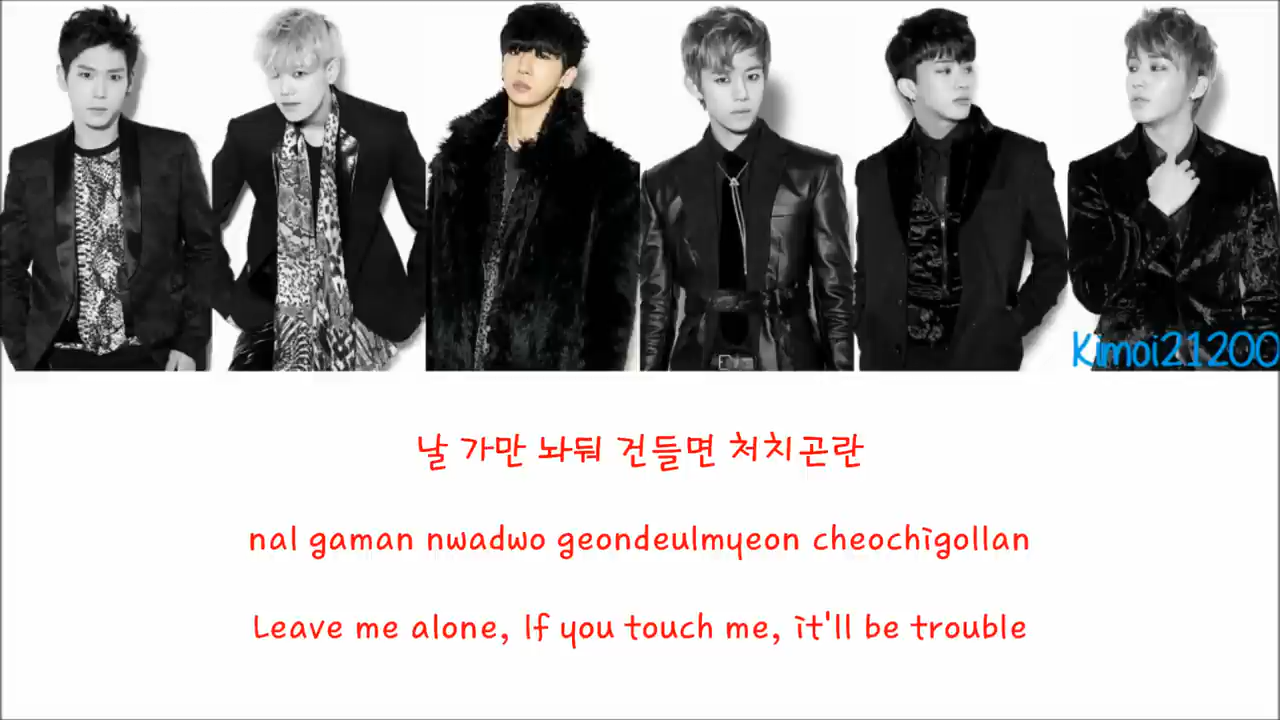 Kimoi21200
날 가만 놔둬 건들면 처치곤란
nal gaman nwadwo geondeulmyeon cheochigollan
Leave me alone, If you touch me, it'll be trouble